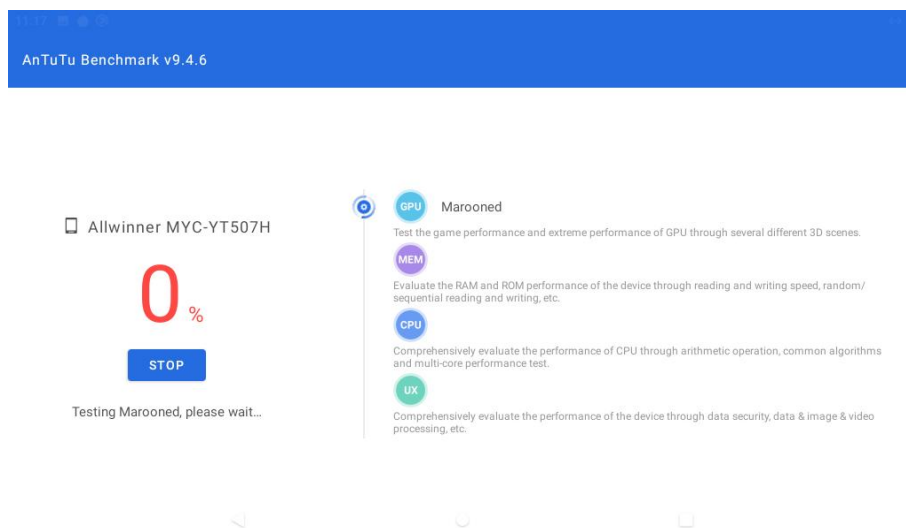 11:17
AnTuTu Benchmark v9.4.6
Allwinner MYC-YT507H
0 %
STOP
Testing Marooned, please wait...
GPU Marooned
Test the game performance and extreme performance of GPU through several different 3D scenes.
MEM
Evaluate the RAM and ROM performance of the device through reading and writing speed, random/
sequential reading and writing, etc.
CPU
Comprehensively evaluate the performance of CPU through arithmetic operation, common algorithms
and multi-core performance test.
UX
Comprehensively evaluate the performance of the device through data security, data & image & video
processing, etc.